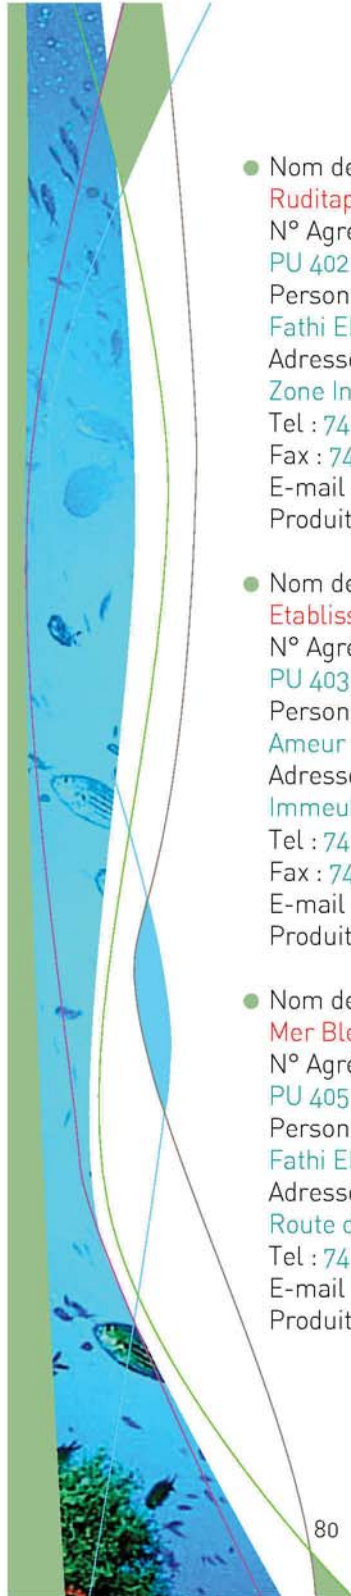 Nom de
Ruditap
N° Agre
PU 402
Person
Fathi El
Adresse
Zone In
Tel : 74
Fax : 74
E-mail
Produit
Nom de
Etabliss
N° Agre
PU 403
Person
Ameur
Adresse
Immeul
Tel : 74
Fax : 74
E-mail
Produit
Nom de
Mer Ble
N° Agre
PU 405
Person
Fathi El
Adresse
Route d
Tel : 74
E-mail
Produit
80